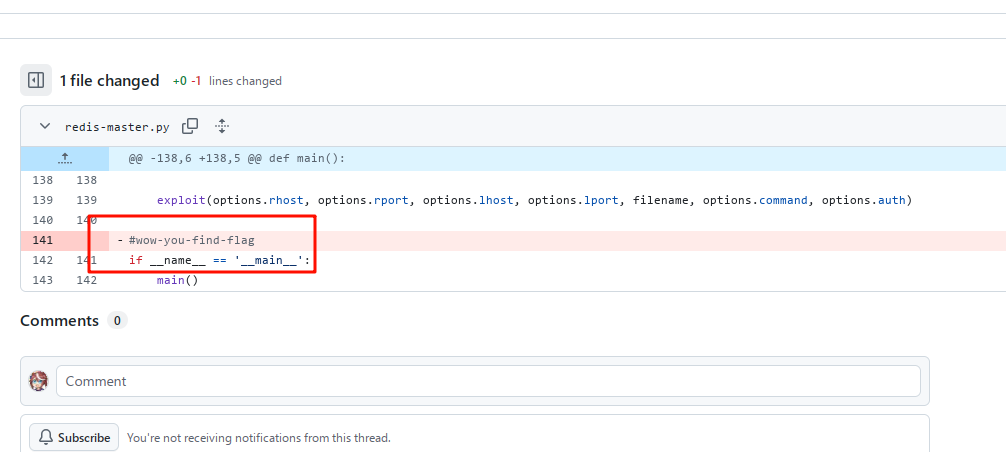 1 file changed +0 -1 lines changed
redis-master.py
@@ -138,6 +138,5 @@ def main():
138 138
139 139 exploit(options.rhost, options.rport, options.lhost, options.lport, filename, options.command, options.auth)
140 140
141 - #wow-you-find-flag
142 141 if __name__ == '__main__':
143 142 main()
Comments 0
Comment
Subscribe You're not receiving notifications from this thread.